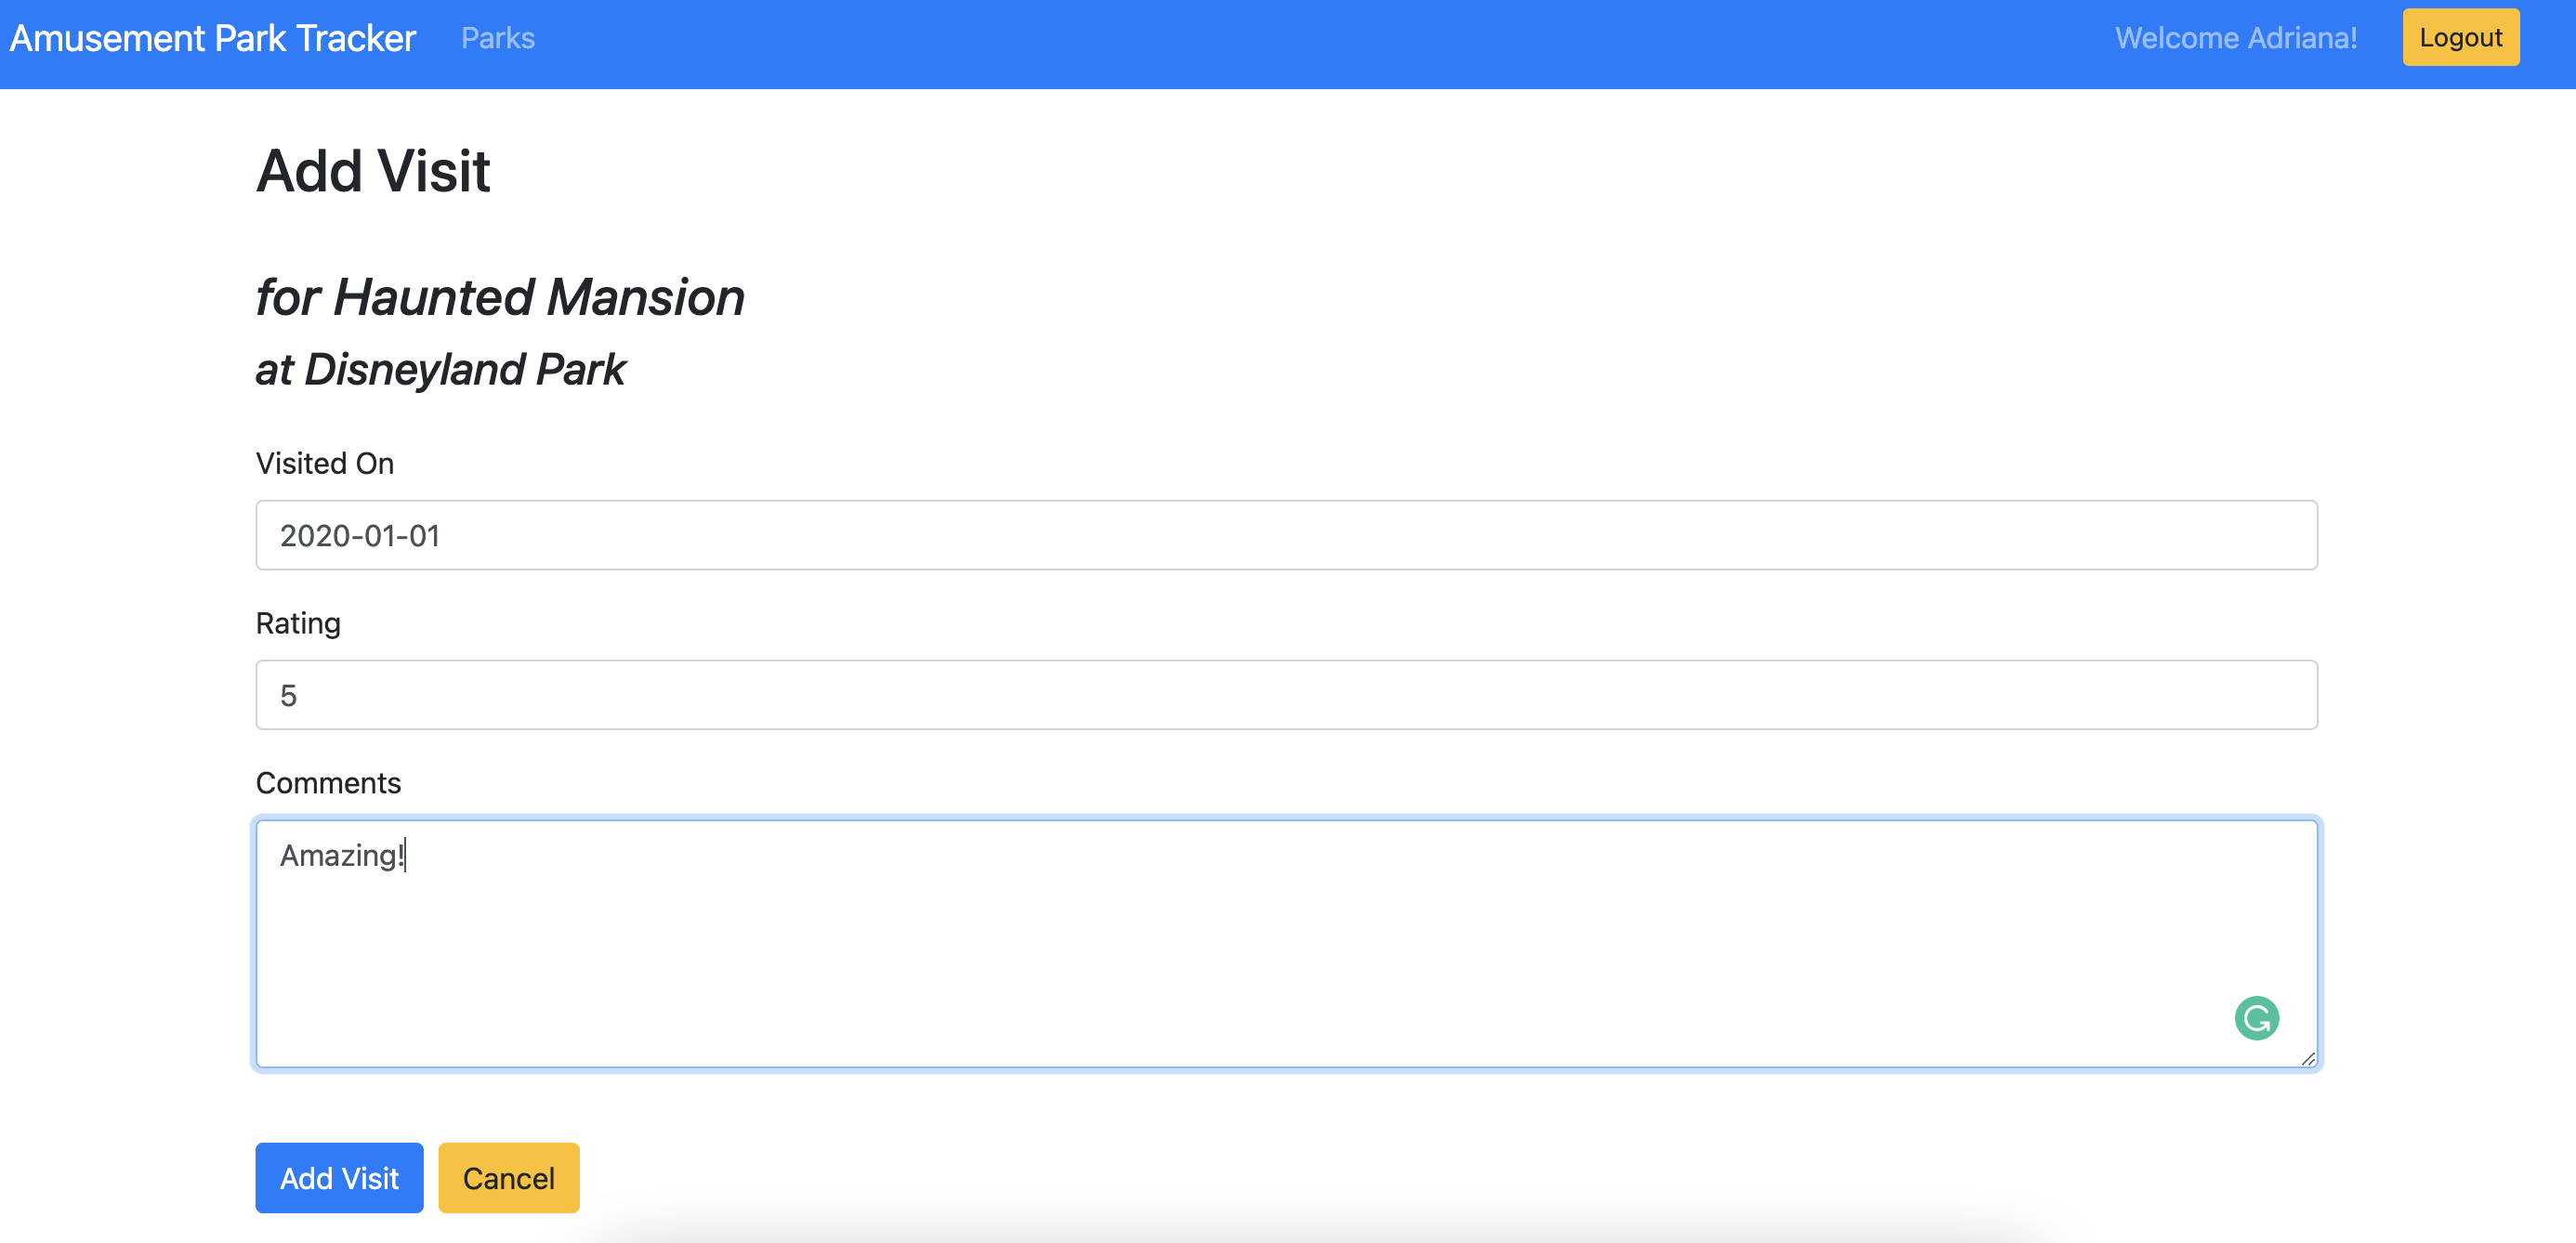 Amusement Park Tracker Parks Welcome Adriana! Logout
Add Visit
for Haunted Mansion
at Disneyland Park
Visited On
2020-01-01
Rating
5
Comments
Amazing!
Add Visit Cancel